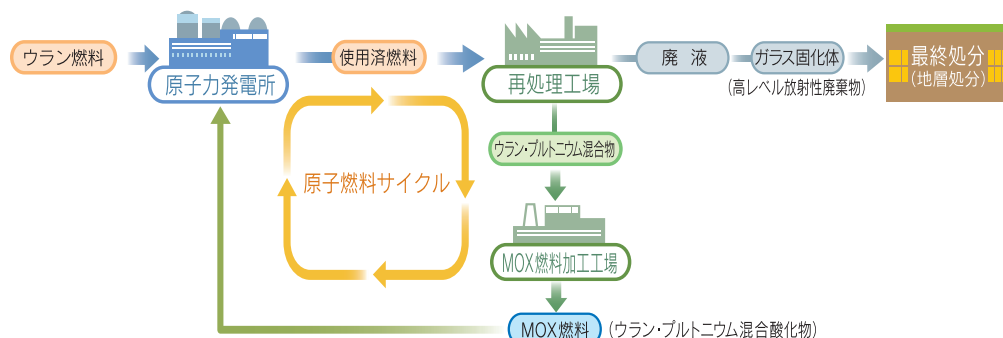 ウラン燃料
原子力発電所
使用済燃料
再処理工場
廃液
ガラス固化体
(高レベル放射性廃棄物)
最終処分
(地層処分)
ウラン・プルトニウム混合物
原子燃料サイクル
MOX燃料加工工場
MOX燃料
(ウラン・プルトニウム混合酸化物)